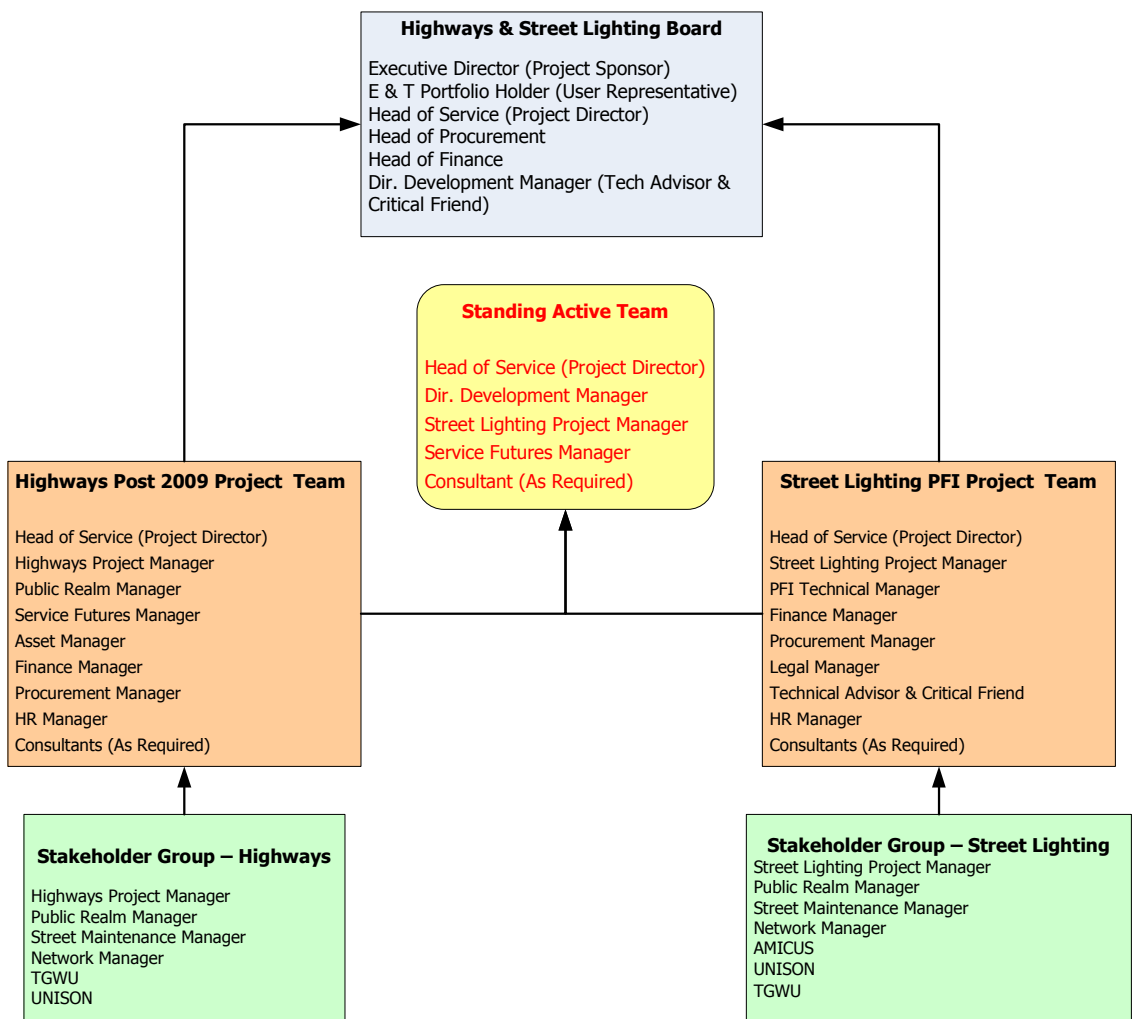 Highways & Street Lighting Board
Executive Director (Project Sponsor)
E & T Portfolio Holder (User Representative)
Head of Service (Project Director)
Head of Procurement
Head of Finance
Dir. Development Manager (Tech Advisor &
Critical Friend)
Standing Active Team
Head of Service (Project Director)
Dir. Development Manager
Street Lighting Project Manager
Service Futures Manager
Consultant (As Required)
Highways Post 2009 Project Team
Head of Service (Project Director)
Highways Project Manager
Public Realm Manager
Service Futures Manager
Asset Manager
Finance Manager
Procurement Manager
HR Manager
Consultants (As Required)
Street Lighting PFI Project Team
Head of Service (Project Director)
Street Lighting Project Manager
PFI Technical Manager
Finance Manager
Procurement Manager
Legal Manager
Technical Advisor & Critical Friend
HR Manager
Consultants (As Required)
Stakeholder Group – Highways
Highways Project Manager
Public Realm Manager
Street Maintenance Manager
Network Manager
TGWU
UNISON
Stakeholder Group – Street Lighting
Street Lighting Project Manager
Public Realm Manager
Street Maintenance Manager
Network Manager
AMICUS
UNISON
TGWU